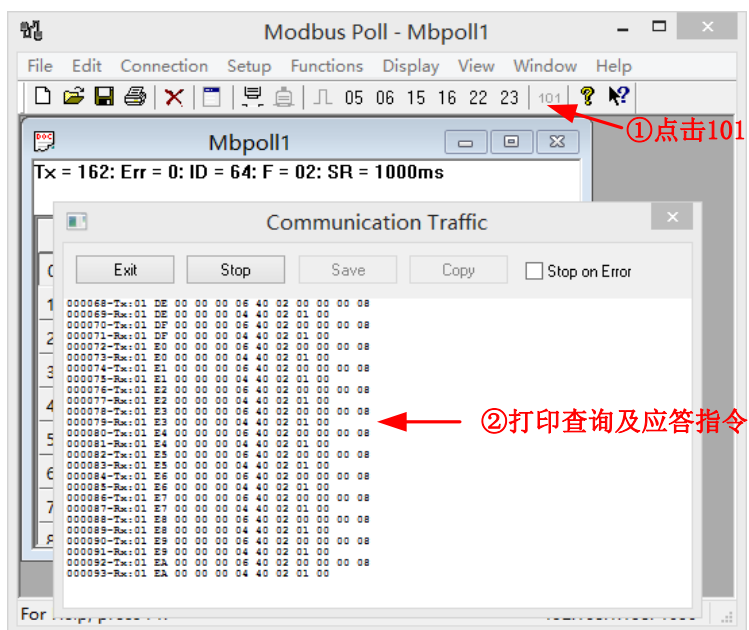 Modbus Poll - Mbpoll1
File Edit Connection Setup Functions Display View Window Help
05 06 15 16 22 23 101
①点击101
Mbpoll1
Tx = 162: Err = 0: ID = 64: F = 02: SR = 1000ms
Communication Traffic
Exit Stop Save Copy Stop on Error
000068-Tx:01 DE 00 00 00 06 40 02 00 00 00 08
000069-Rx:01 DE 00 00 00 04 40 02 01 00
000070-Tx:01 DF 00 00 00 06 40 02 00 00 00 08
000071-Rx:01 DF 00 00 00 04 40 02 01 00
000072-Tx:01 E0 00 00 00 06 40 02 00 00 00 08
000073-Rx:01 E0 00 00 00 04 40 02 01 00
000074-Tx:01 E1 00 00 00 06 40 02 00 00 00 08
000075-Rx:01 E1 00 00 00 04 40 02 01 00
000076-Tx:01 E2 00 00 00 06 40 02 00 00 00 08
000077-Rx:01 E2 00 00 00 04 40 02 01 00
000078-Tx:01 E3 00 00 00 06 40 02 00 00 00 08
000079-Rx:01 E3 00 00 00 04 40 02 01 00
②打印查询及应答指令
000080-Tx:01 E4 00 00 00 06 40 02 00 00 00 08
000081-Rx:01 E4 00 00 00 04 40 02 01 00
000082-Tx:01 E5 00 00 00 06 40 02 00 00 00 08
000083-Rx:01 E5 00 00 00 04 40 02 01 00
000084-Tx:01 E6 00 00 00 06 40 02 00 00 00 08
000085-Rx:01 E6 00 00 00 04 40 02 01 00
000086-Tx:01 E7 00 00 00 06 40 02 00 00 00 08
000087-Rx:01 E7 00 00 00 04 40 02 01 00
000088-Tx:01 E8 00 00 00 06 40 02 00 00 00 08
000089-Rx:01 E8 00 00 00 04 40 02 01 00
000090-Tx:01 E9 00 00 00 06 40 02 00 00 00 08
000091-Rx:01 E9 00 00 00 04 40 02 01 00
000092-Tx:01 EA 00 00 00 06 40 02 00 00 00 08
000093-Rx:01 EA 00 00 00 04 40 02 01 00
For